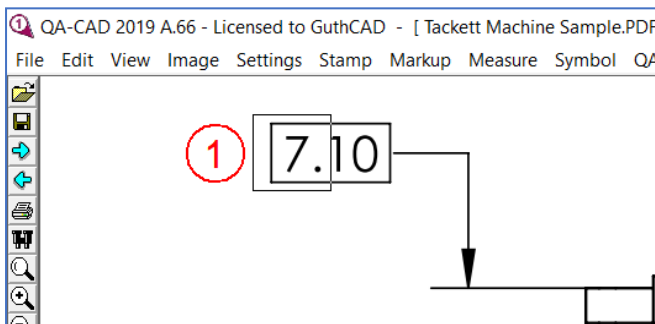 QA-CAD 2019 A.66 - Licensed to GuthCAD - [ Tackett Machine Sample.PDF
File Edit View Image Settings Stamp Markup Measure Symbol QA
1 7.10